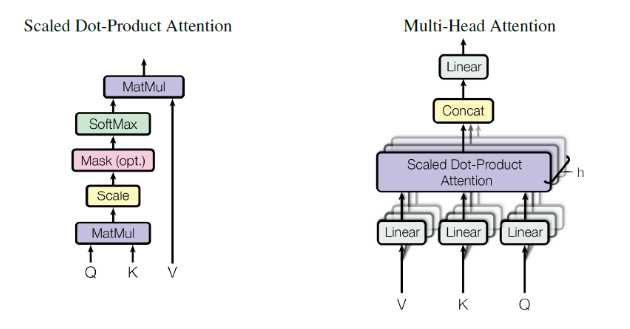 Scaled Dot-Product Attention
MatMul
SoftMax
Mask (opt.)
Scale
MatMul
Q K V
Multi-Head Attention
Linear
Concat
Scaled Dot-Product
Attention
h
Linear Linear Linear
V K Q